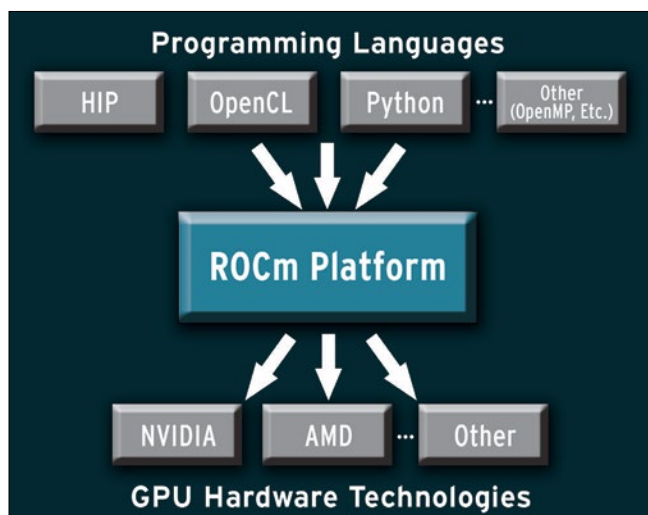 Programming Languages
HIP
OpenCL
Python
...
Other
(OpenMP, Etc.)
ROCm Platform
NVIDIA
AMD
...
Other
GPU Hardware Technologies